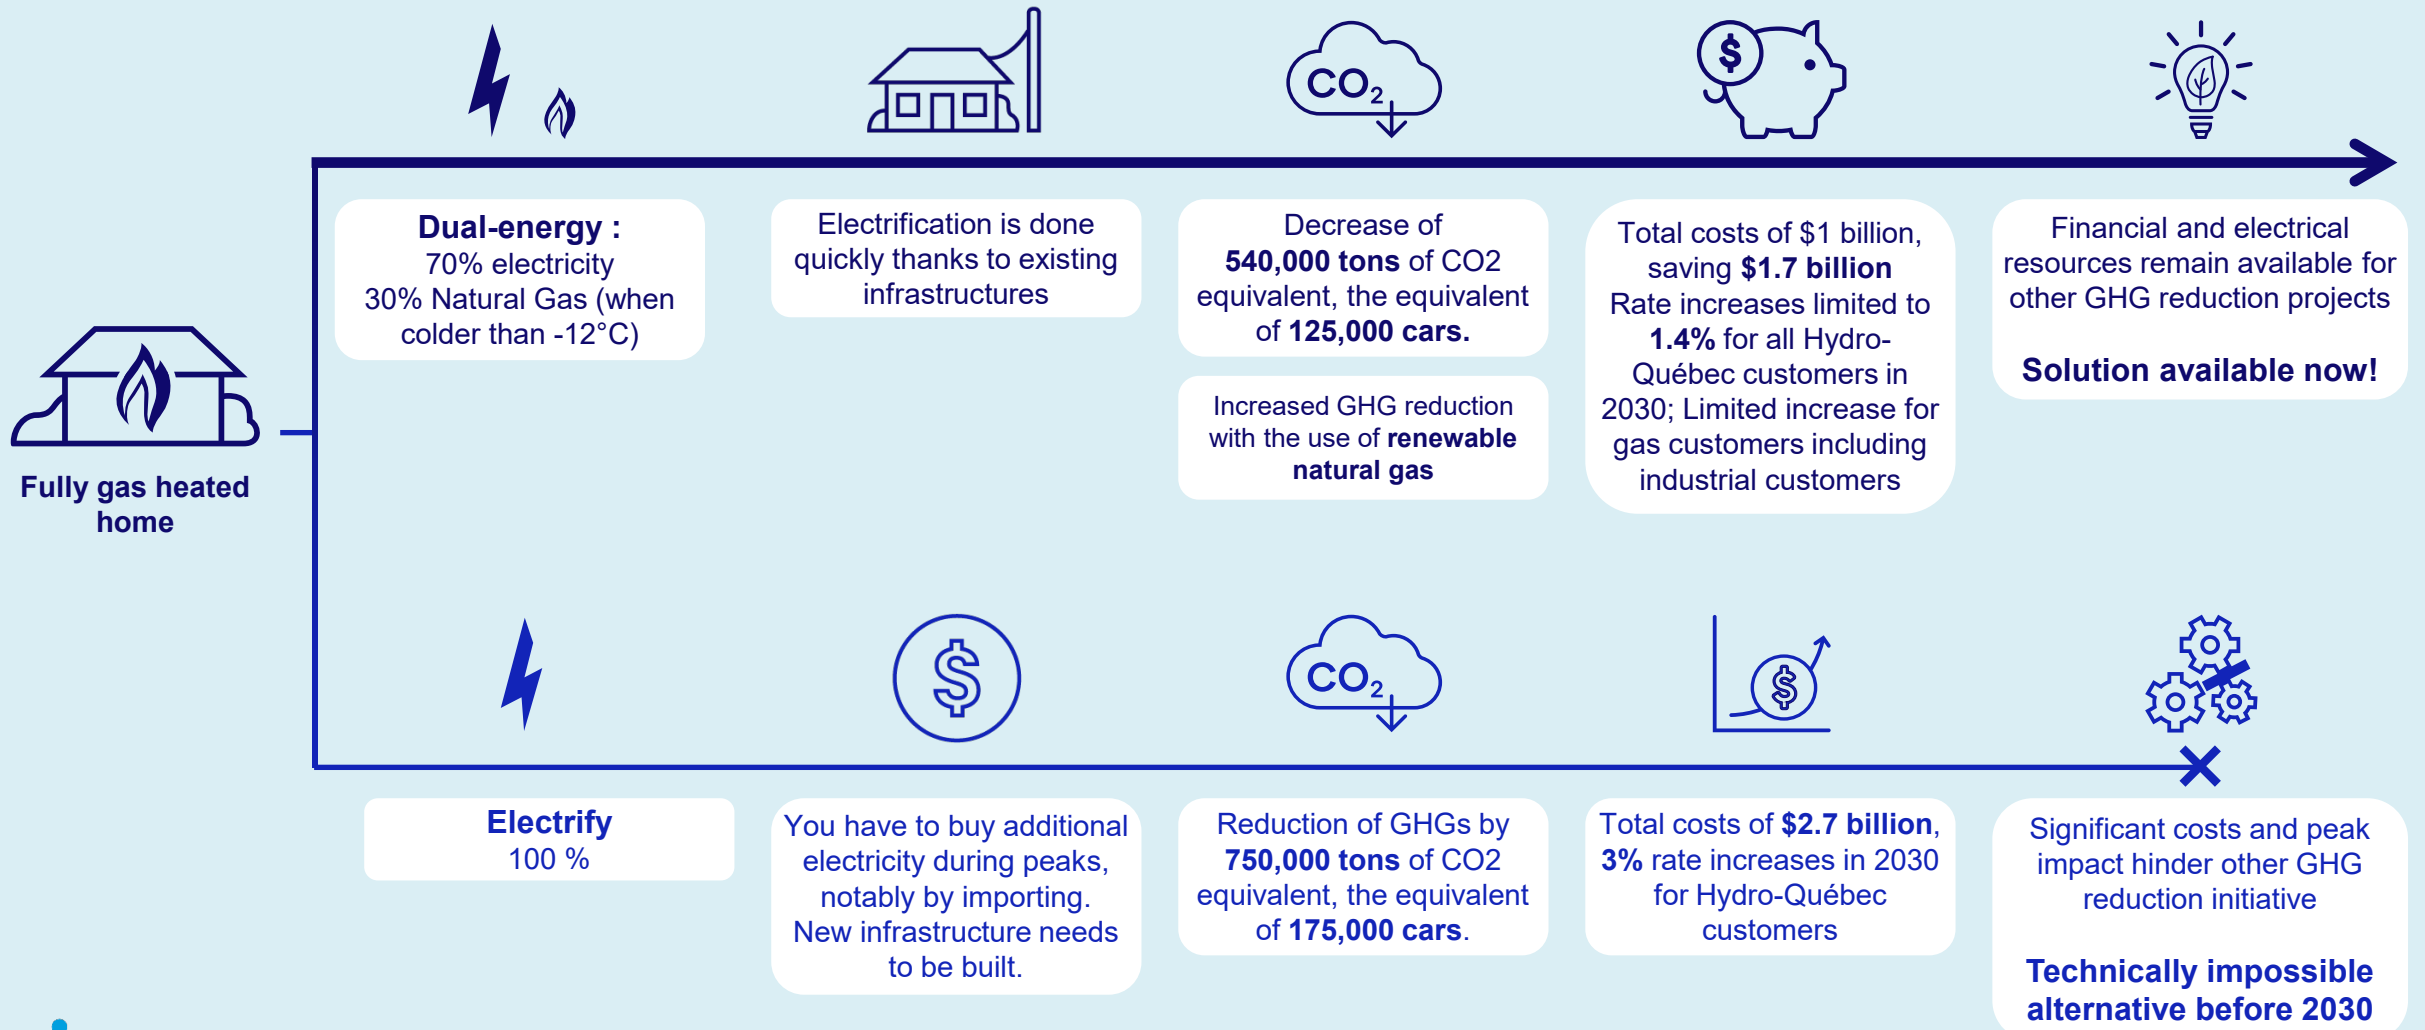 CO2
$
Dual-energy :
70% electricity
30% Natural Gas (when
colder than -12°C)
Electrification is done
quickly thanks to existing
infrastructures
Decrease of
540,000 tons of CO2
equivalent, the equivalent
of 125,000 cars.
Increased GHG reduction
with the use of renewable
natural gas
Total costs of $1 billion,
saving $1.7 billion
Rate increases limited to
1.4% for all Hydro-
Québec customers in
2030; Limited increase for
gas customers including
industrial customers
Financial and electrical
resources remain available for
other GHG reduction projects
Solution available now!
Fully gas heated
home
$
CO2
$
Electrify
100 %
You have to buy additional
electricity during peaks,
notably by importing.
New infrastructure needs
to be built.
Reduction of GHGs by
750,000 tons of CO2
equivalent, the equivalent
of 175,000 cars.
Total costs of $2.7 billion,
3% rate increases in 2030
for Hydro-Québec
customers
Significant costs and peak
impact hinder other GHG
reduction initiative
Technically impossible
alternative before 2030